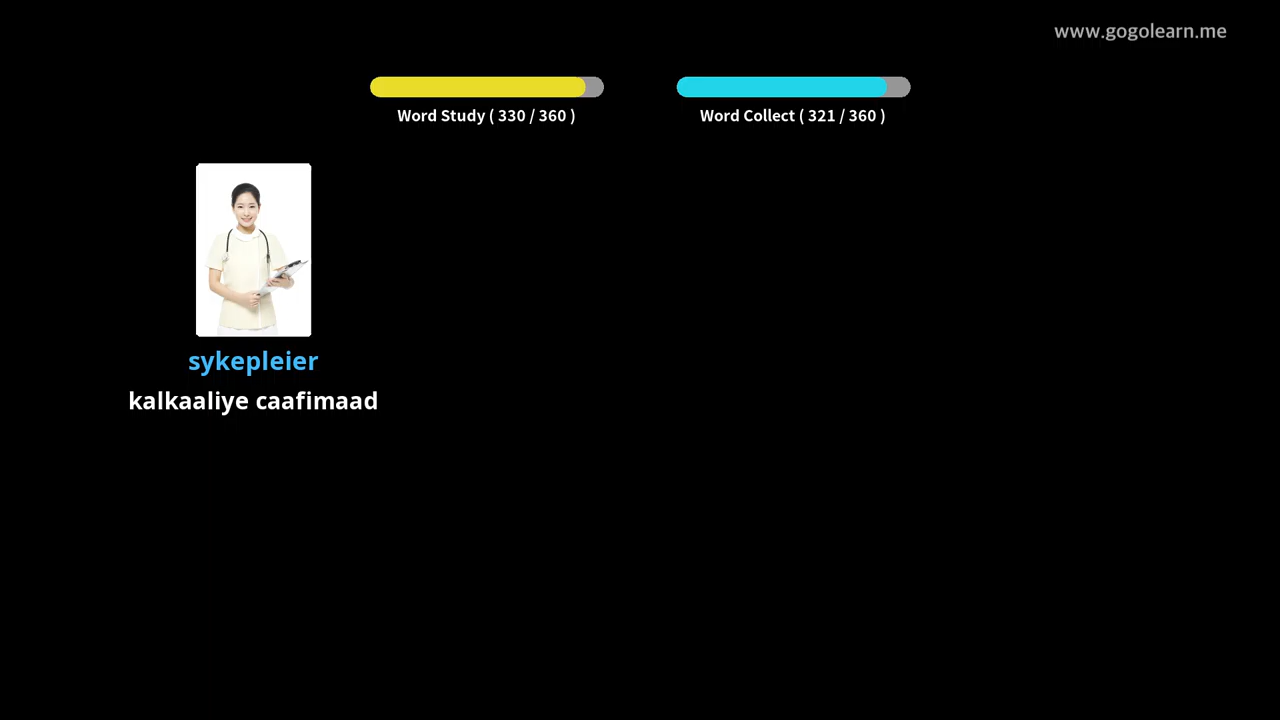 www.gogolearn.me
Word Study ( 330 / 360 )
Word Collect ( 321 / 360 )
sykepleier
kalkaaliye caafimaad